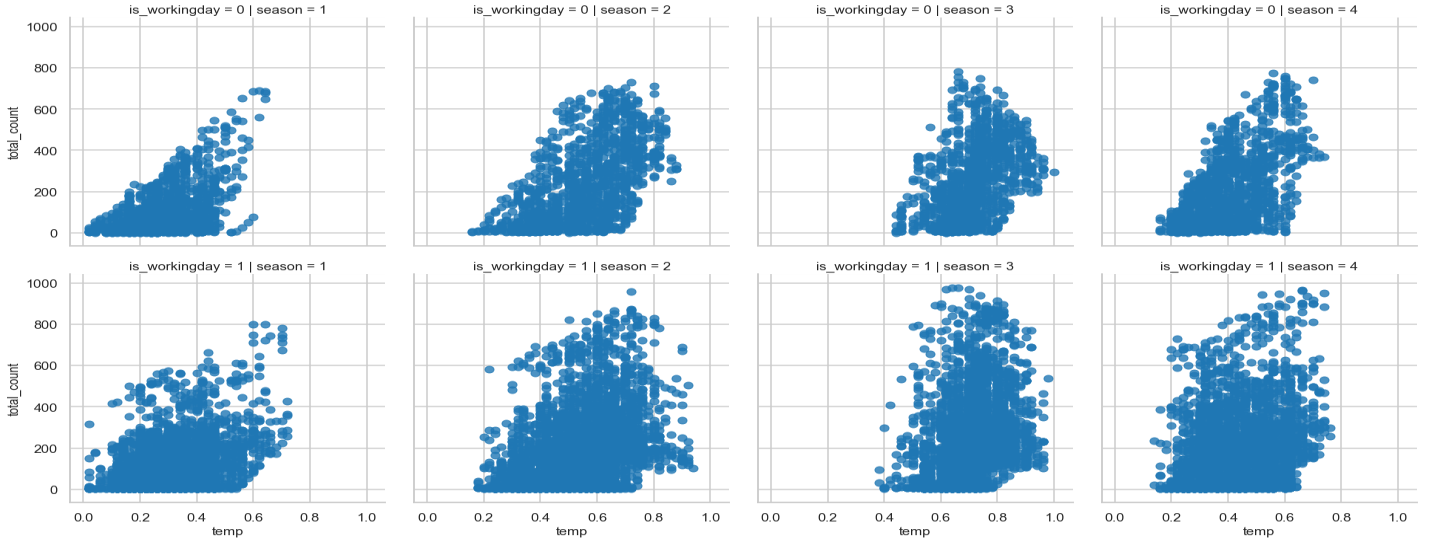 is_workingday = 0 | season = 1
is_workingday = 0 | season = 2
is_workingday = 0 | season = 3
is_workingday = 0 | season = 4
1000
800
600
400
200
0
total_count
is_workingday = 1 | season = 1
is_workingday = 1 | season = 2
is_workingday = 1 | season = 3
is_workingday = 1 | season = 4
1000
800
600
400
200
0
total_count
0.0 0.2 0.4 0.6 0.8 1.0
temp
0.0 0.2 0.4 0.6 0.8 1.0
temp
0.0 0.2 0.4 0.6 0.8 1.0
temp
0.0 0.2 0.4 0.6 0.8 1.0
temp